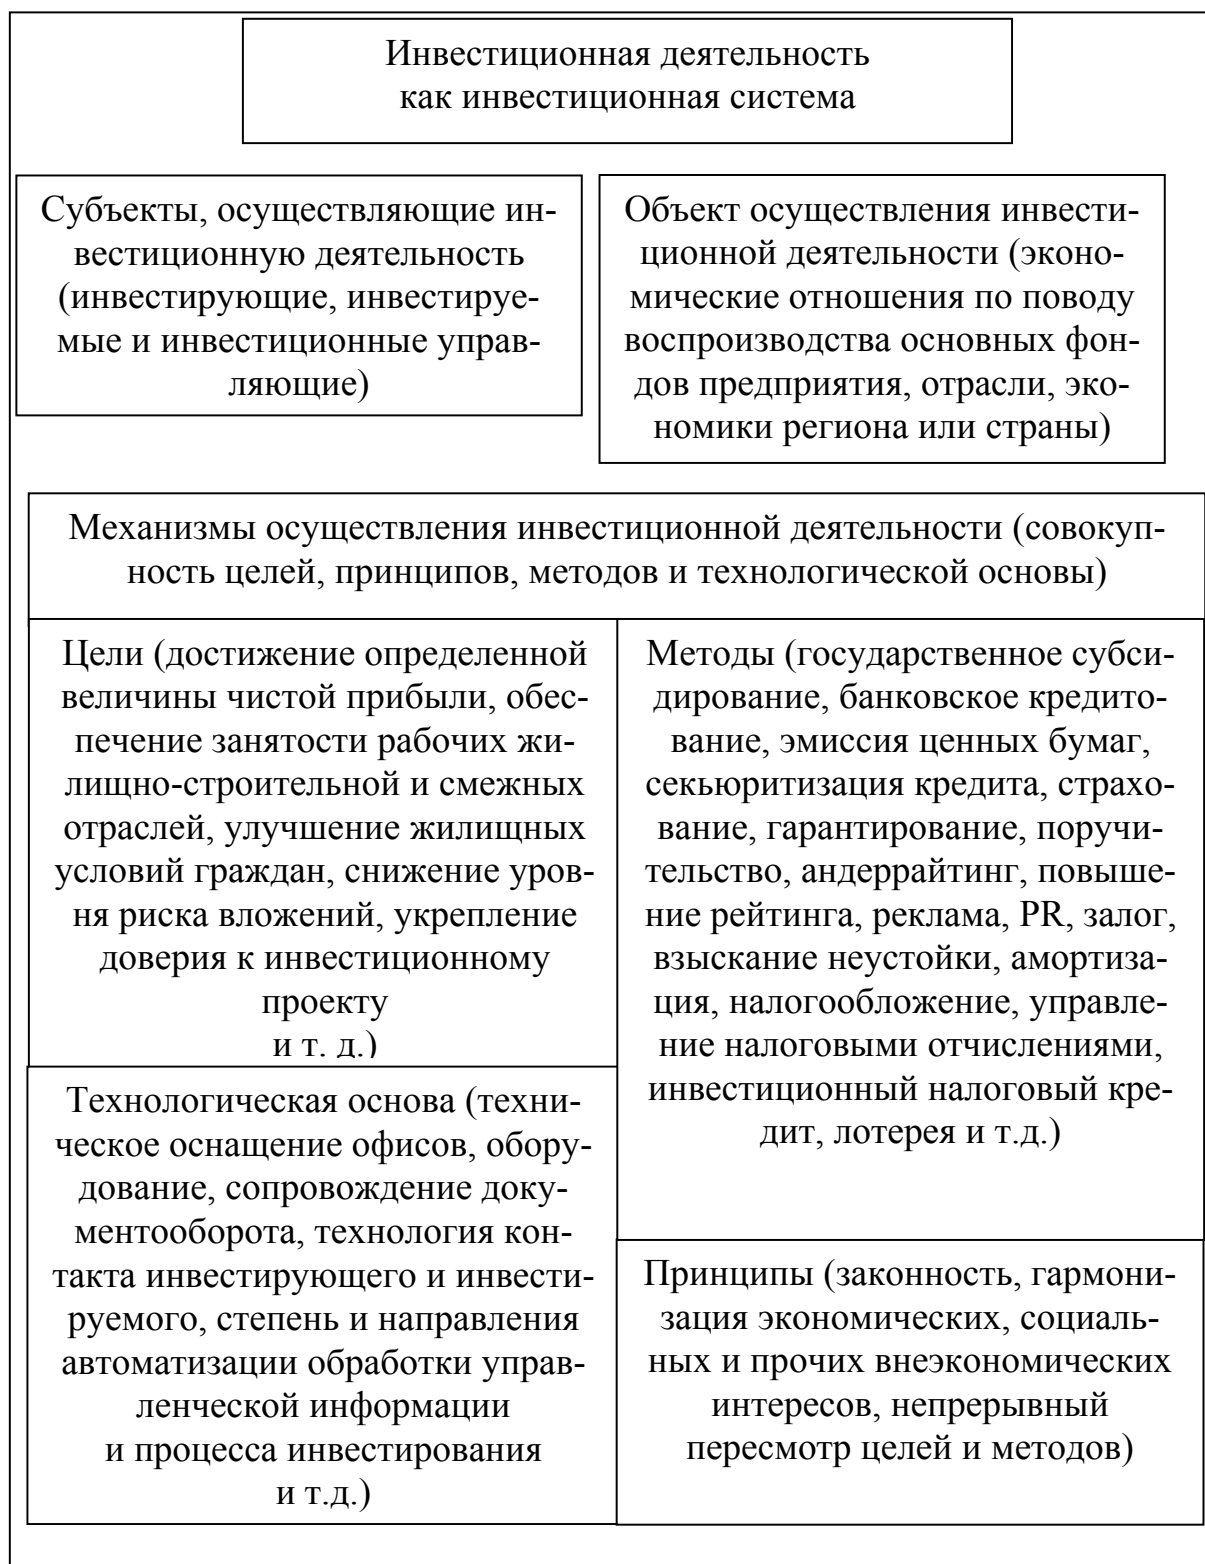 Инвестиционная деятельность
как инвестиционная система
Субъекты, осуществляющие ин-
вестиционную деятельность
(инвестирующие, инвестируе-
мые и инвестиционные управ-
ляющие)
Объект осуществления инвести-
ционной деятельности (эконо-
мические отношения по поводу
воспроизводства основных фон-
дов предприятия, отрасли, эко-
номики региона или страны)
Механизмы осуществления инвестиционной деятельности (совокуп-
ность целей, принципов, методов и технологической основы)
Цели (достижение определенной
величины чистой прибыли, обес-
печение занятости рабочих жи-
лищно-строительной и смежных
отраслей, улучшение жилищных
условий граждан, снижение уров-
ня риска вложений, укрепление
доверия к инвестиционному
проекту
и т. д.)
Методы (государственное субси-
дирование, банковское кредито-
вание, эмиссия ценных бумаг,
секьюритизация кредита, страхо-
вание, гарантирование, поручи-
тельство, андеррайтинг, повыше-
ние рейтинга, реклама, PR, залог,
взыскание неустойки, амортиза-
ция, налогообложение, управле-
ние налоговыми отчислениями,
инвестиционный налоговый кре-
дит, лотерея и т.д.)
Технологическая основа (техни-
ческое оснащение офисов, обору-
дование, сопровождение доку-
ментооборота, технология кон-
такта инвестирующего и инвести-
руемого, степень и направления
автоматизации обработки управ-
ленческой информации
и процесса инвестирования
и т.д.)
Принципы (законность, гармони-
зация экономических, социаль-
ных и прочих внеэкономических
интересов, непрерывный
пересмотр целей и методов)